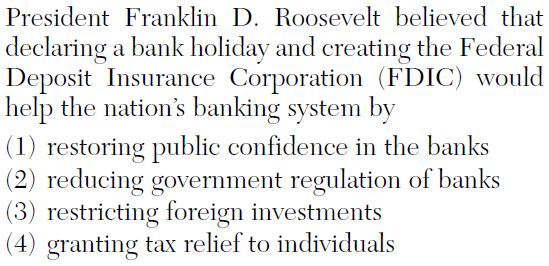 President Franklin D. Roosevelt believed that
declaring a bank holiday and creating the Federal
Deposit Insurance Corporation (FDIC) would
help the nation’s banking system by
(1) restoring public confidence in the banks
(2) reducing government regulation of banks
(3) restricting foreign investments
(4) granting tax relief to individuals